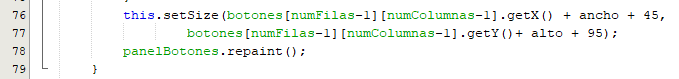 76 this.setSize(botones[numFilas-1][numColumnas-1].getX() + ancho + 45,
77 botones[numFilas-1][numColumnas-1].getY()+ alto + 95);
78 panelBotones.repaint();
79 }